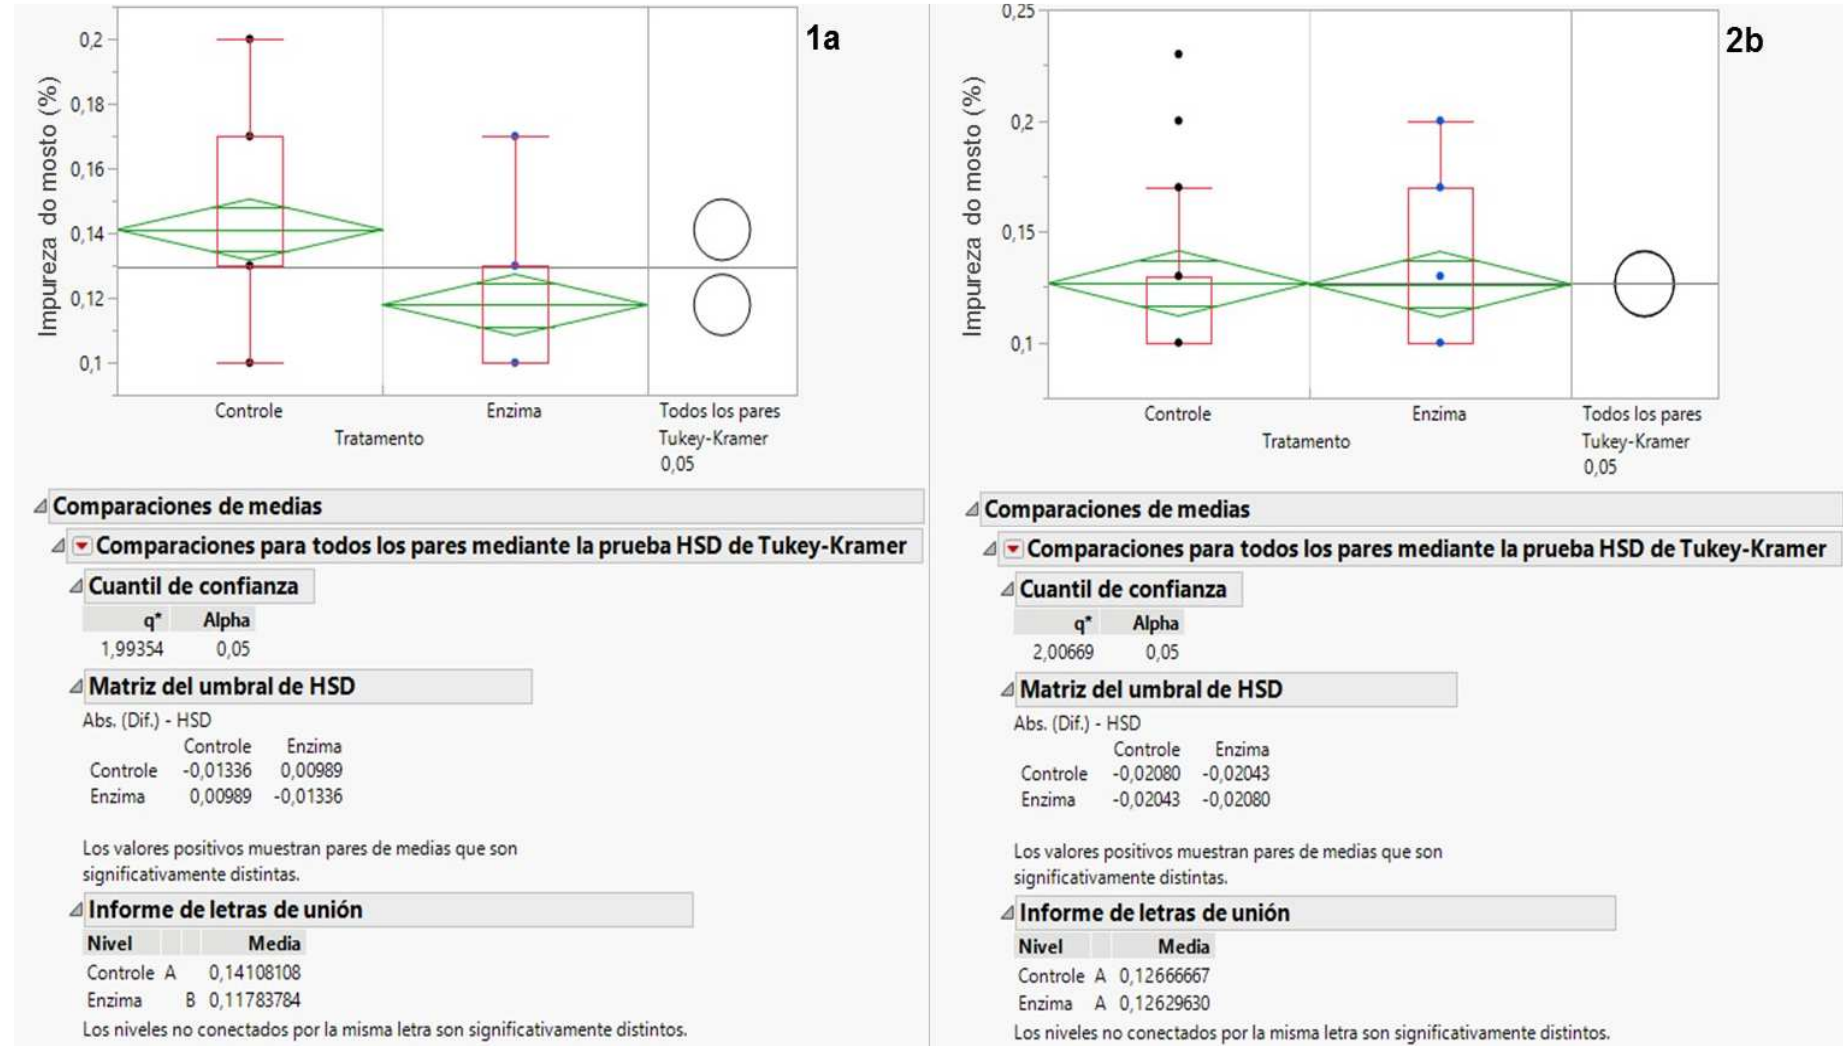 1a
Impureza do mosto (%)
0,2
0,18
0,16
0,14
0,12
0,1
Controle
Enzima
Todos los pares
Tratamento
Tukey-Kramer
0,05
Comparaciones de medias
Comparaciones para todos los pares mediante la prueba HSD de Tukey-Kramer
Cuantil de confianza
q* Alpha
1,99354 0,05
Matriz del umbral de HSD
Abs. (Dif.) - HSD
Controle Enzima
Controle -0,01336 0,00989
Enzima 0,00989 -0,01336
Los valores positivos muestran pares de medias que son
significativamente distintas.
Informe de letras de unión
Nivel Media
Controle A 0,14108108
Enzima B 0,11783784
Los niveles no conectados por la misma letra son significativamente distintos.
2b
Impureza do mosto (%)
0,25
0,2
0,15
0,1
Controle
Enzima
Todos los pares
Tratamento
Tukey-Kramer
0,05
Comparaciones de medias
Comparaciones para todos los pares mediante la prueba HSD de Tukey-Kramer
Cuantil de confianza
q* Alpha
2,00669 0,05
Matriz del umbral de HSD
Abs. (Dif.) - HSD
Controle Enzima
Controle -0,02080 -0,02043
Enzima -0,02043 -0,02080
Los valores positivos muestran pares de medias que son
significativamente distintas.
Informe de letras de unión
Nivel Media
Controle A 0,12666667
Enzima A 0,12629630
Los niveles no conectados por la misma letra son significativamente distintos.